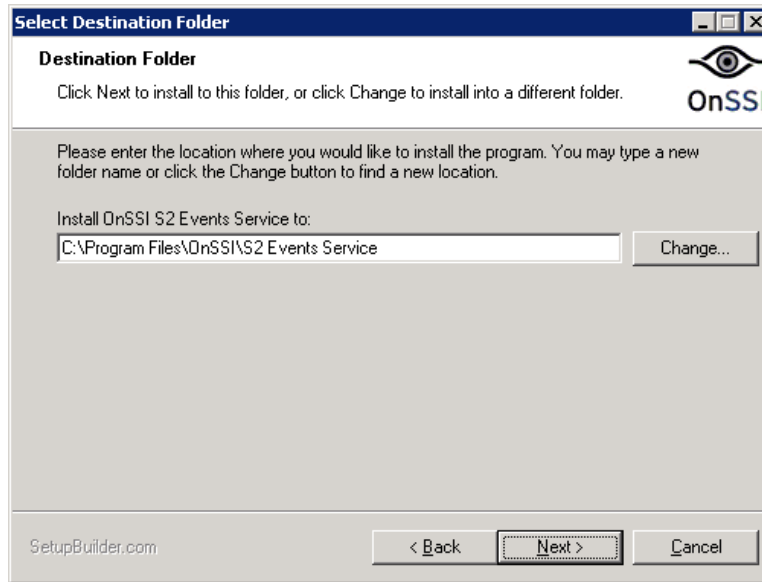 Select Destination Folder
Destination Folder
Click Next to install to this folder, or click Change to install into a different folder.
OnSSI
Please enter the location where you would like to install the program. You may type a new
folder name or click the Change button to find a new location.
Install OnSSI S2 Events Service to:
C:\Program Files\OnSSI\S2 Events Service
Change...
SetupBuilder.com
< Back
Next >
Cancel